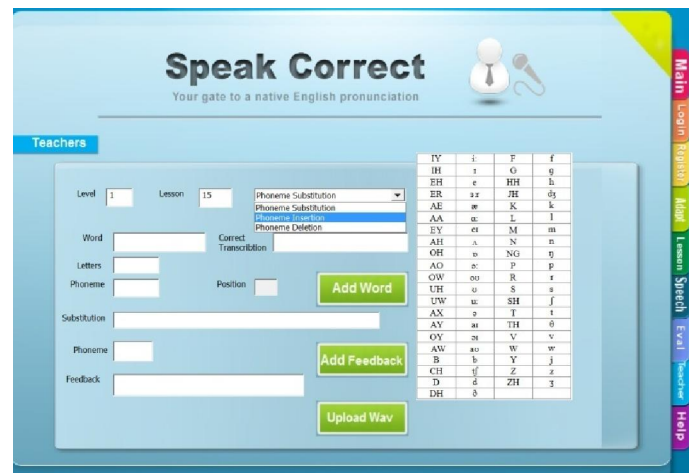 Speak Correct
Your gate to a native English pronunciation
Teachers
Level 1 Lesson 15 Phoneme Substitution
Phoneme Substitution
Phoneme Insertion
Phoneme Deletion
Word Correct Transcribtion
Letters
Phoneme Position Add Word
Substitution
Phoneme Add Feedback
Feedback
Upload Wav
IY i: F f
IH ɪ G g
EH e HH h
ER ɜɪ JH dʒ
AE æ K k
AA ɑ: L l
EY eɪ M m
AH ʌ N n
OH ɒ NG ŋ
AO ɔ: P p
OW oʊ R ɪ
UH ʊ S s
UW u: SH ʃ
AX ə T t
AY aɪ TH θ
OY ɔɪ V v
AW aʊ W w
B b Y j
CH tʃ Z z
D d ZH ʒ
DH ð
Main
Login
Register
Adapt
Lesson
Speech
Eval
Teacher
Help